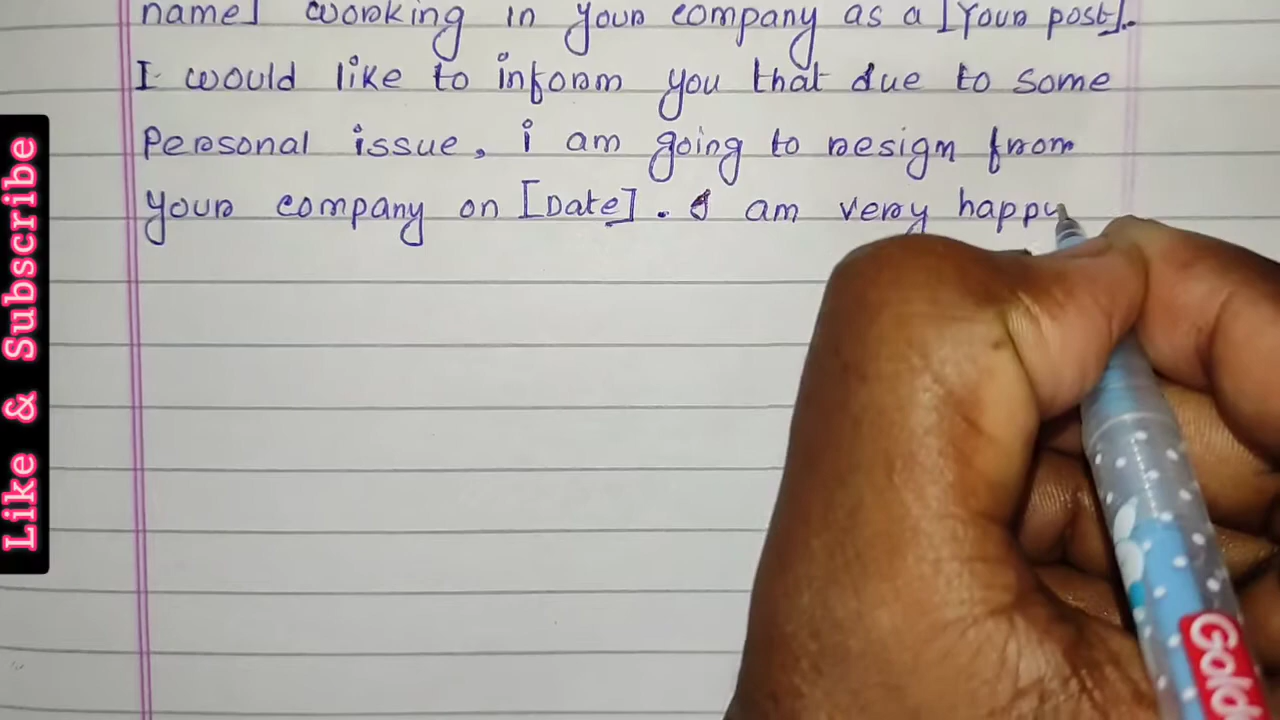 name] working in your company as a [Your post].
I would like to inform you that due to some
Personal issue, i am going to resign from
your company on [Date]. I am very happy
Like & Subscribe
Gold